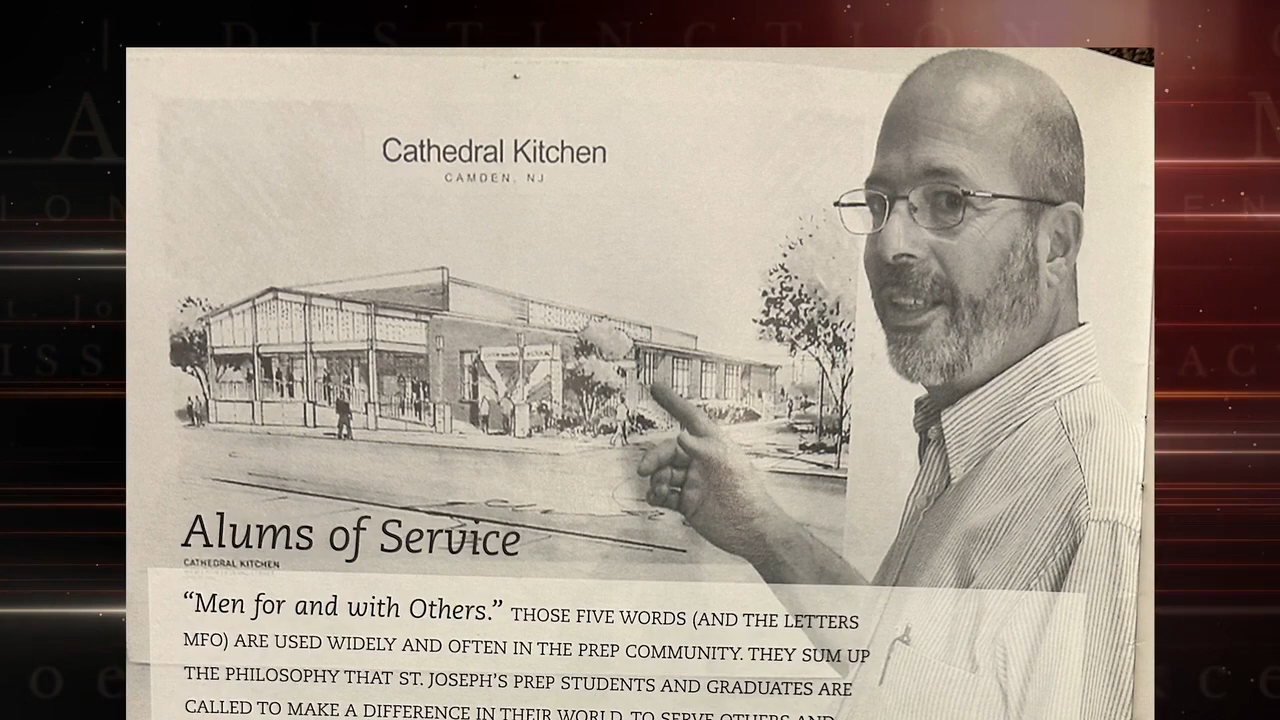 DISTINCTION
Cathedral Kitchen
CAMDEN, NJ
Alums of Service
CATHEDRAL KITCHEN
“Men for and with Others.” THOSE FIVE WORDS (AND THE LETTERS
MFO) ARE USED WIDELY AND OFTEN IN THE PREP COMMUNITY. THEY SUM UP
THE PHILOSOPHY THAT ST. JOSEPH’S PREP STUDENTS AND GRADUATES ARE
CALLED TO MAKE A DIFFERENCE IN THEIR WORLD, TO SERVE OTHERS AND